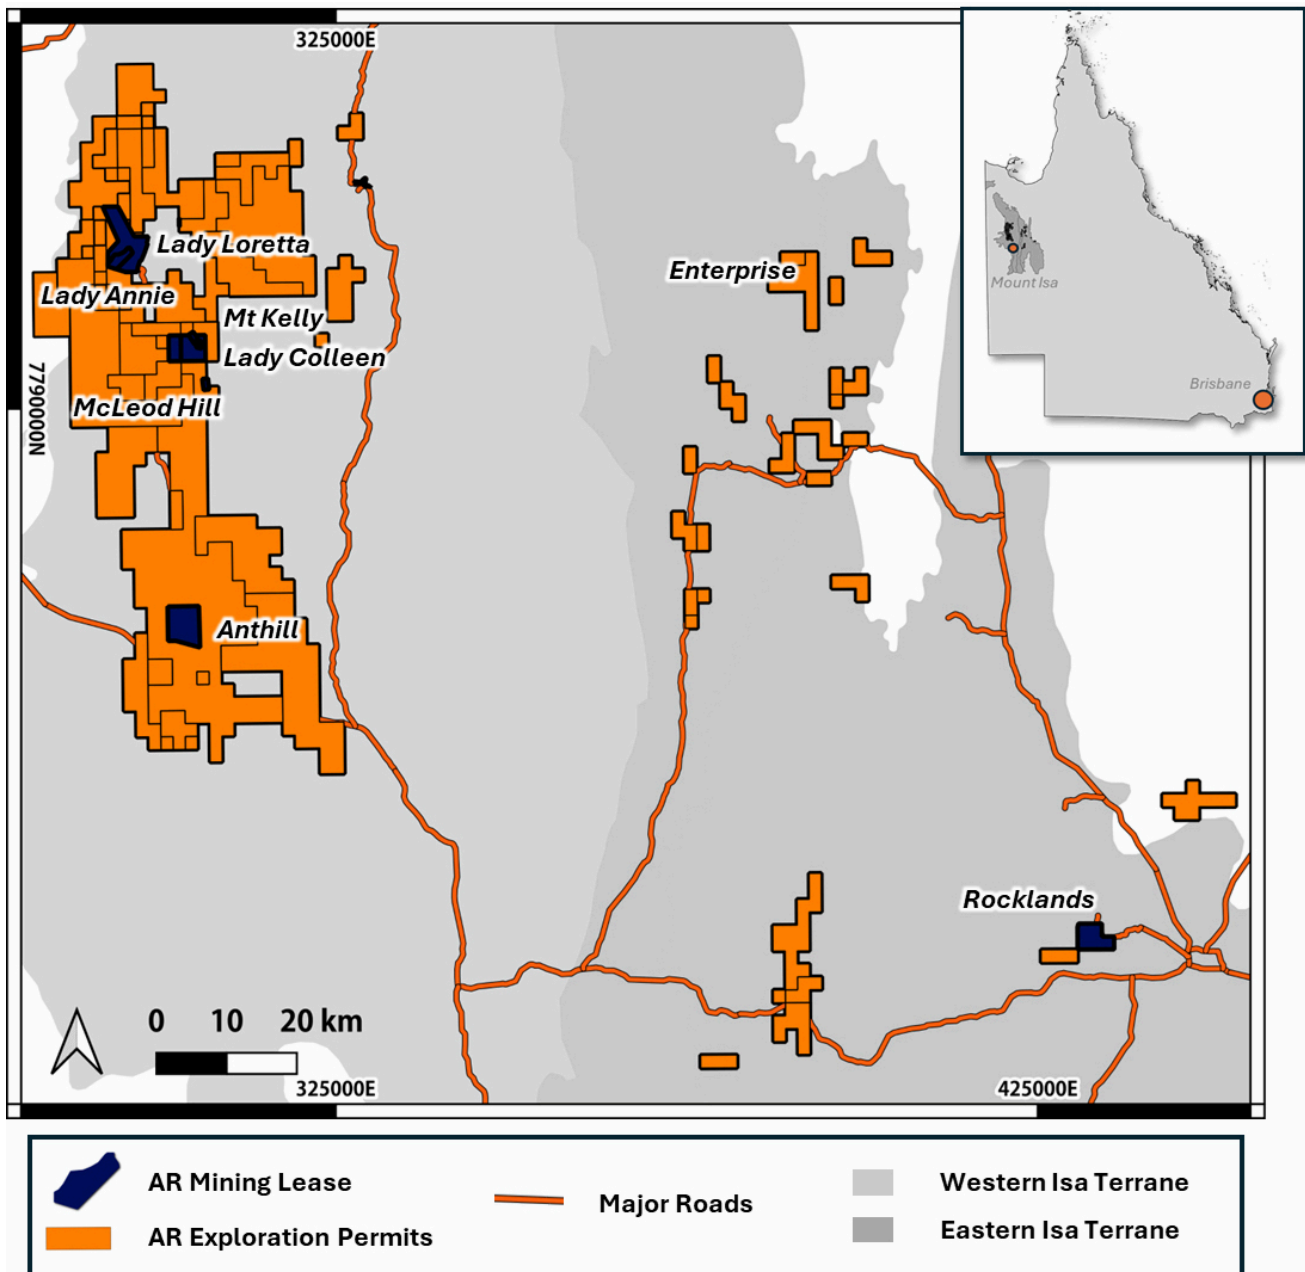 325000E
Mount Isa
Brisbane
Lady Loretta
Enterprise
Lady Annie
Mt Kelly
Lady Colleen
7790000N
McLeod Hill
Anthill
Rocklands
0 10 20 km
325000E
425000E
AR Mining Lease
AR Exploration Permits
Major Roads
Western Isa Terrane
Eastern Isa Terrane